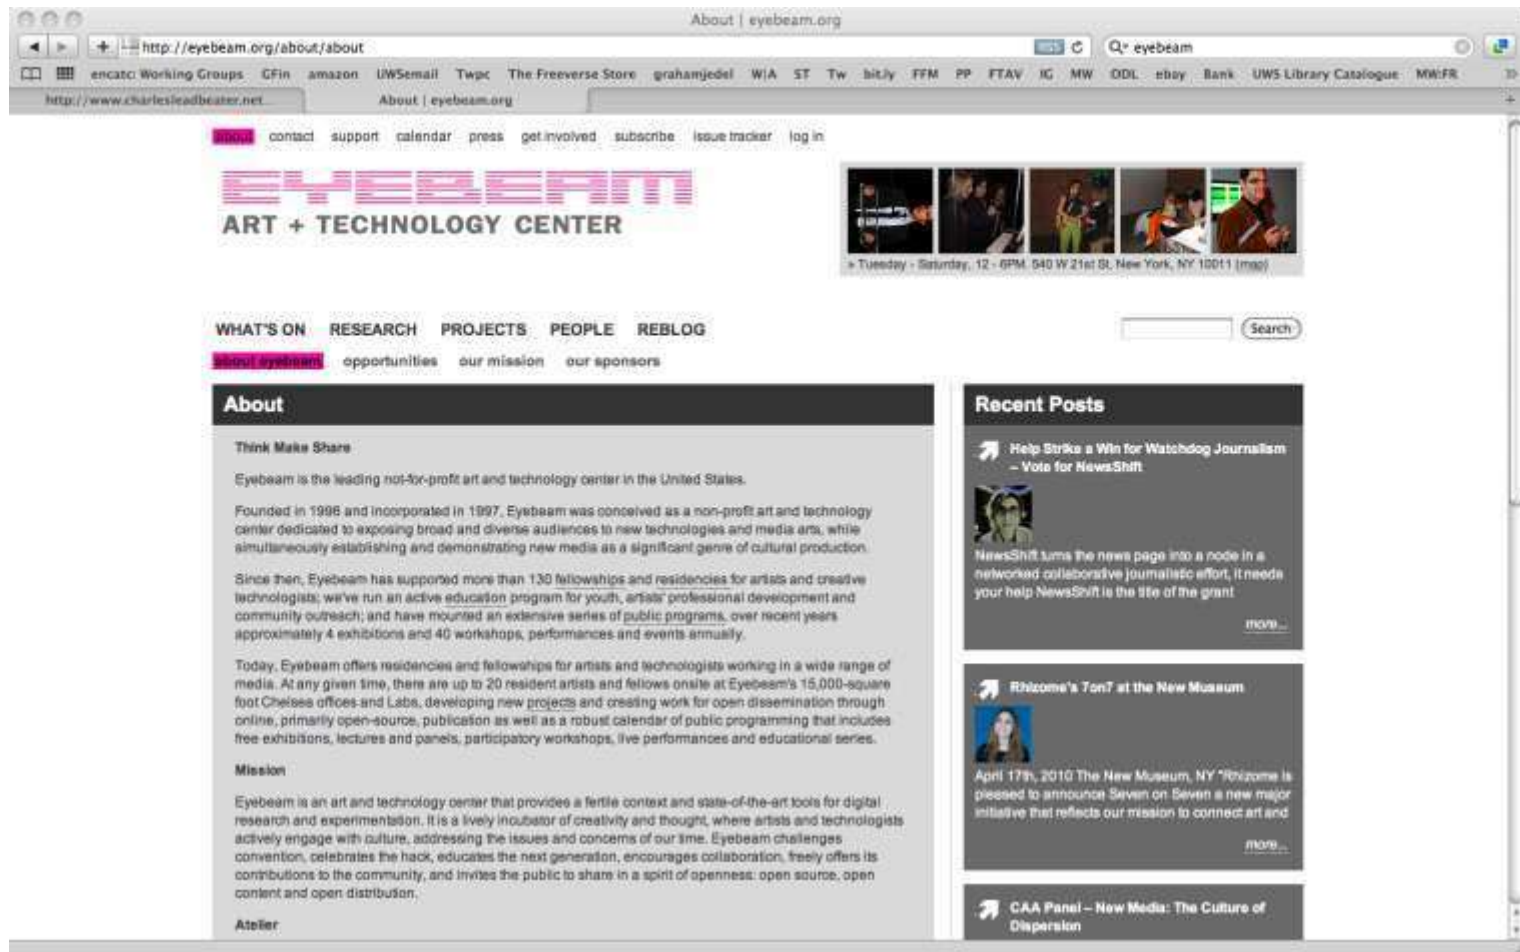 About | eyebeam.org
http://eyebeam.org/about/about
RSS
eyebeam
encatc: Working Groups GFin amazon UWSemail Twpc The Freeverse Store grahamjedel W|A ST Tw bit.ly FFM PP FTAV IG MW ODL ebay Bank UWS Library Catalogue MW:FR
http://www.charlesleadbeater.net... About | eyebeam.org
about contact support calendar press get involved subscribe issue tracker log in
EYEBEAM
ART + TECHNOLOGY CENTER
» Tuesday - Saturday, 12 - 6PM. 540 W 21st St, New York, NY 10011 (map)
WHAT'S ON RESEARCH PROJECTS PEOPLE REBLOG
Search
about eyebeam opportunities our mission our sponsors
About
Think Make Share
Eyebeam is the leading not-for-profit art and technology center in the United States.
Founded in 1996 and incorporated in 1997, Eyebeam was conceived as a non-profit art and technology
center dedicated to exposing broad and diverse audiences to new technologies and media arts, while
simultaneously establishing and demonstrating new media as a significant genre of cultural production.
Since then, Eyebeam has supported more than 130 fellowships and residencies for artists and creative
technologists; we've run an active education program for youth, artists' professional development and
community outreach; and have mounted an extensive series of public programs, over recent years
approximately 4 exhibitions and 40 workshops, performances and events annually.
Today, Eyebeam offers residencies and fellowships for artists and technologists working in a wide range of
media. At any given time, there are up to 20 resident artists and fellows onsite at Eyebeam's 15,000-square
foot Chelsea offices and Labs, developing new projects and creating work for open dissemination through
online, primarily open-source, publication as well as a robust calendar of public programming that includes
free exhibitions, lectures and panels, participatory workshops, live performances and educational series.
Mission
Eyebeam is an art and technology center that provides a fertile context and state-of-the-art tools for digital
research and experimentation. It is a lively incubator of creativity and thought, where artists and technologists
actively engage with culture, addressing the issues and concerns of our time. Eyebeam challenges
convention, celebrates the hack, educates the next generation, encourages collaboration, freely offers its
contributions to the community, and invites the public to share in a spirit of openness: open source, open
content and open distribution.
Atelier
Recent Posts
Help Strike a Win for Watchdog Journalism
– Vote for NewsShift
NewsShift turns the news page into a node in a
networked collaborative journalistic effort, it needs
your help NewsShift is the title of the grant
more...
Rhizome's 7on7 at the New Museum
April 17th, 2010 The New Museum, NY "Rhizome is
pleased to announce Seven on Seven a new major
initiative that reflects our mission to connect art and
more...
CAA Panel – New Media: The Culture of
Dispersion